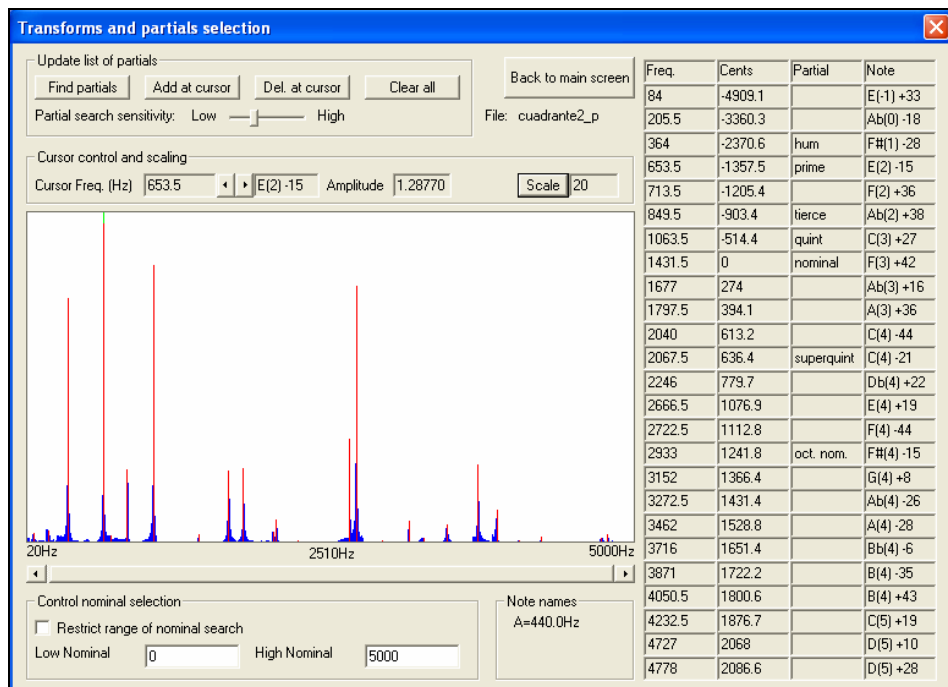 Transforms and partials selection
Update list of partials
Find partials Add at cursor Del. at cursor Clear all
Partial search sensitivity: Low High
Back to main screen
File: cuadrante2_p
Cursor control and scaling
Cursor Freq. (Hz) 653.5 E(2) -15 Amplitude 1.28770 Scale 20
20Hz 2510Hz 5000Hz
Control nominal selection
Restrict range of nominal search
Low Nominal 0 High Nominal 5000
Note names
A=440.0Hz
Freq. Cents Partial Note
84 -4909.1 E(-1) +33
205.5 -3360.3 Ab(0) -18
364 -2370.6 hum F#(1) -28
653.5 -1357.5 prime E(2) -15
713.5 -1205.4 F(2) +36
849.5 -903.4 tierce Ab(2) +38
1063.5 -514.4 quint C(3) +27
1431.5 0 nominal F(3) +42
1677 274 Ab(3) +16
1797.5 394.1 A(3) +36
2040 613.2 C(4) -44
2067.5 636.4 superquint C(4) -21
2246 779.7 Db(4) +22
2666.5 1076.9 E(4) +19
2722.5 1112.8 F(4) -44
2933 1241.8 oct. nom. F#(4) -15
3152 1366.4 G(4) +8
3272.5 1431.4 Ab(4) -26
3462 1528.8 A(4) -28
3716 1651.4 Bb(4) -6
3871 1722.2 B(4) -35
4050.5 1800.6 B(4) +43
4232.5 1876.7 C(5) +19
4727 2068 D(5) +10
4778 2086.6 D(5) +28